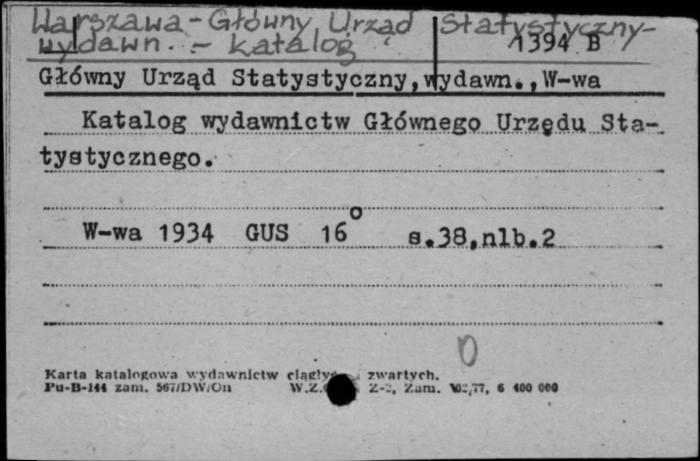 Warszawa - Główny Urząd Statystyczny -
wydawn. - katalog
1394 B
Główny Urząd Statystyczny,wydawn.,W-wa
Katalog wydawnictw Głównego Urzędu Sta-
tystycznego.
W-wa 1934 GUS 16° s.38,nlb.2
0
Karta katalogowa wydawnictw zwartych.
Pu-B-144 zam. 567/DW/On Z-2, Zam. 77, 6 400 000